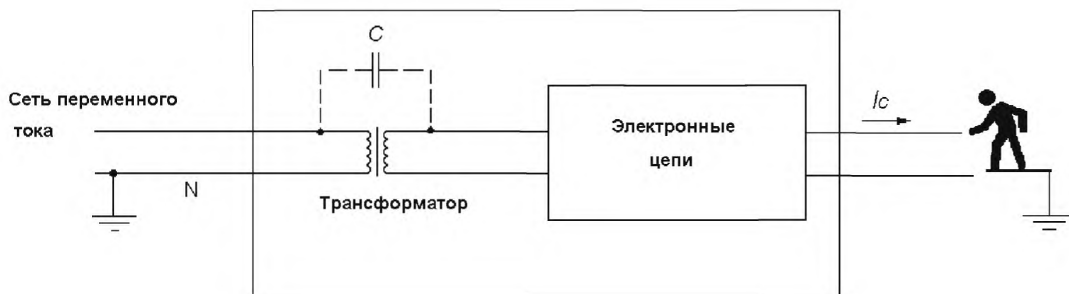 C
Сеть переменного
тока
Ic
Электронные
цепи
N
Трансформатор